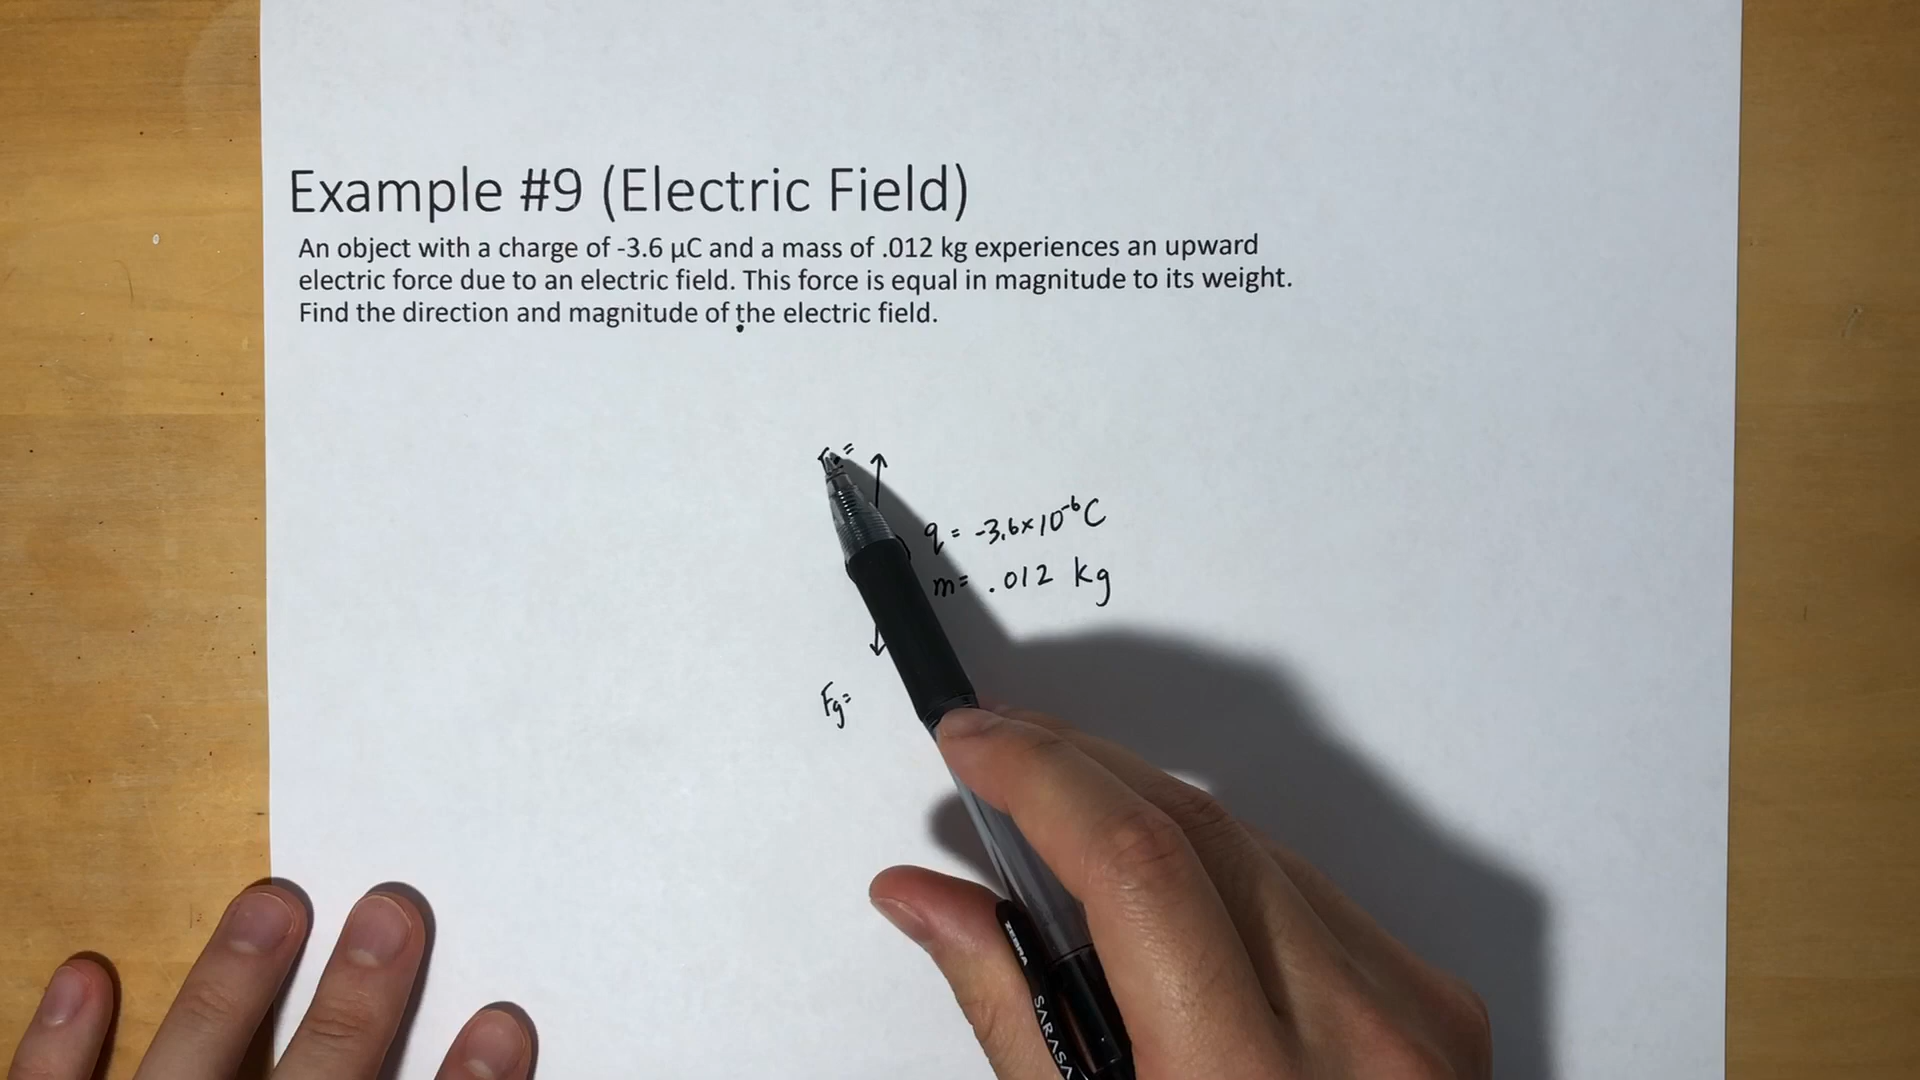 Example #9 (Electric Field)
An object with a charge of -3.6 µC and a mass of .012 kg experiences an upward
electric force due to an electric field. This force is equal in magnitude to its weight.
Find the direction and magnitude of the electric field.
q = -3.6×10⁻⁶C
m= .012 kg
Fg=
ZEBRA
SARASA